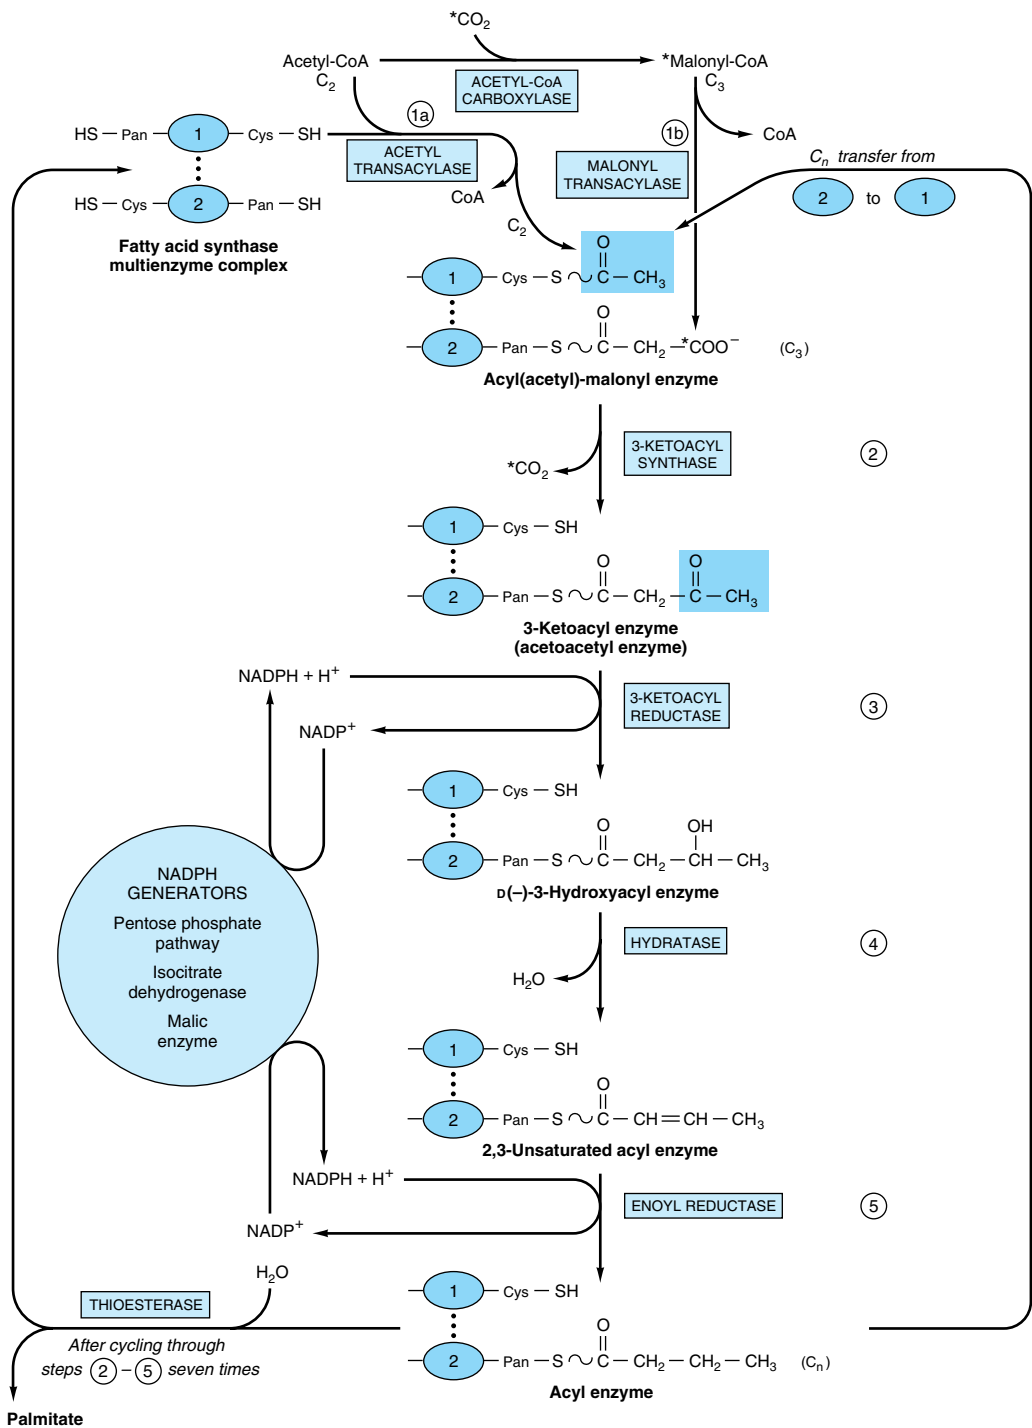 *CO2
Acetyl-CoA
C2
*Malonyl-CoA
C3
ACETYL-CoA
CARBOXYLASE
1a
1b
HS — Pan — 1 — Cys — SH
CoA
ACETYL
TRANSACYLASE
MALONYL
TRANSACYLASE
Cn transfer from
2 to 1
HS — Cys — 2 — Pan — SH
CoA
C2
Fatty acid synthase
multienzyme complex
O
1 — Cys — S ~ C — CH3
O
2 — Pan — S ~ C — CH2 — *COO− (C3)
Acyl(acetyl)-malonyl enzyme
3-KETOACYL
SYNTHASE
2
*CO2
1 — Cys — SH
O O
2 — Pan — S ~ C — CH2 — C — CH3
3-Ketoacyl enzyme
(acetoacetyl enzyme)
NADPH + H+
3-KETOACYL
REDUCTASE
3
NADP+
1 — Cys — SH
O OH
2 — Pan — S ~ C — CH2 — CH — CH3
D(–)-3-Hydroxyacyl enzyme
NADPH
GENERATORS
Pentose phosphate
pathway
Isocitrate
dehydrogenase
Malic
enzyme
HYDRATASE
4
H2O
1 — Cys — SH
O
2 — Pan — S ~ C — CH = CH — CH3
2,3-Unsaturated acyl enzyme
NADPH + H+
ENOYL REDUCTASE
5
NADP+
H2O
THIOESTERASE
1 — Cys — SH
After cycling through
steps 2 – 5 seven times
O
2 — Pan — S ~ C — CH2 — CH2 — CH3 (Cn)
Acyl enzyme
Palmitate